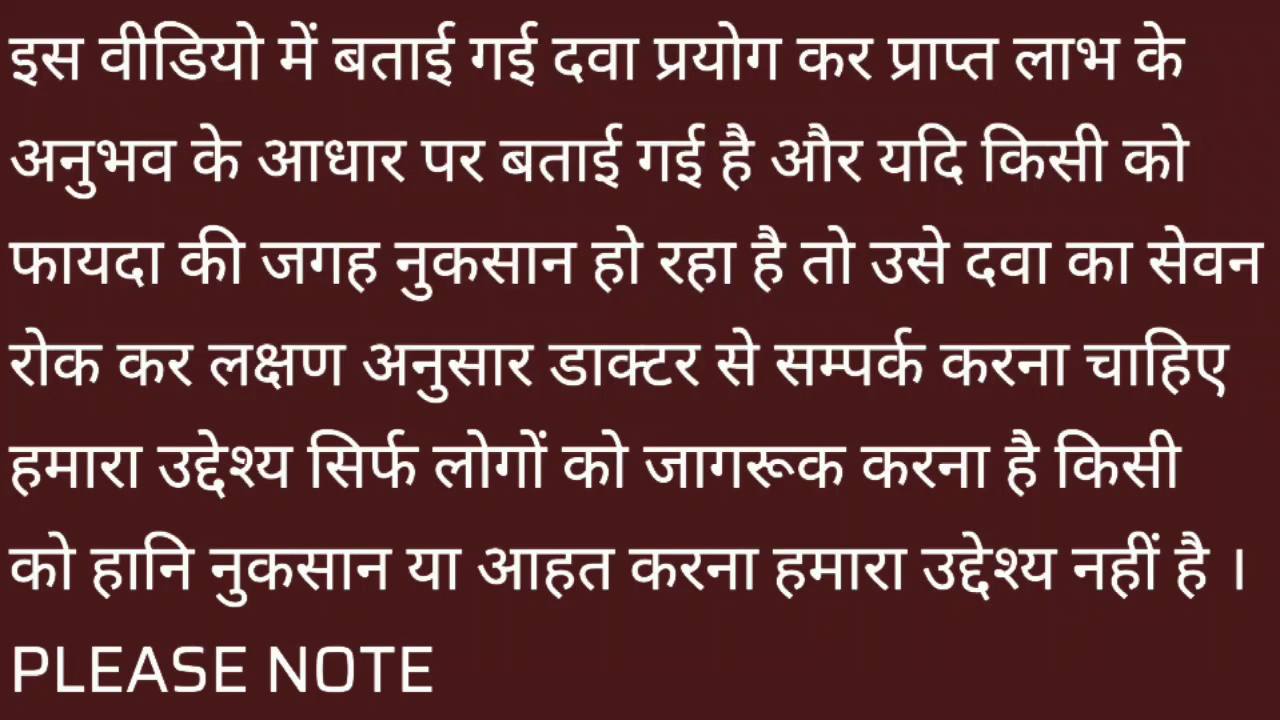 इस वीडियो में बताई गई दवा प्रयोग कर प्राप्त लाभ के
अनुभव के आधार पर बताई गई है और यदि किसी को
फायदा की जगह नुकसान हो रहा है तो उसे दवा का सेवन
रोक कर लक्षण अनुसार डाक्टर से सम्पर्क करना चाहिए
हमारा उद्देश्य सिर्फ लोगों को जागरूक करना है किसी
को हानि नुकसान या आहत करना हमारा उद्देश्य नहीं है ।
PLEASE NOTE